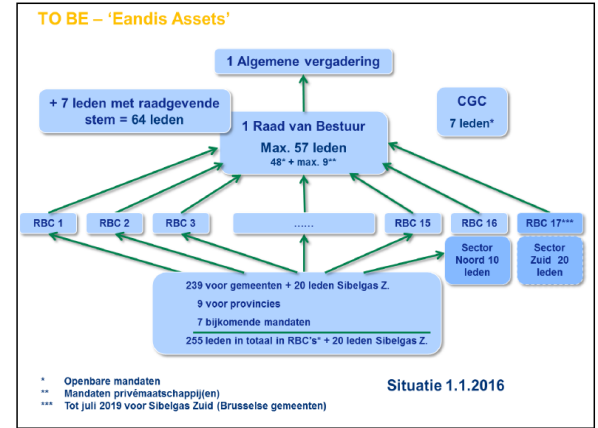 TO BE – ‘Eandis Assets’
1 Algemene vergadering
+ 7 leden met raadgevende
stem = 64 leden
CGC
7 leden*
1 Raad van Bestuur
Max. 57 leden
48* + max. 9**
RBC 1
RBC 2
RBC 3
......
RBC 15
RBC 16
RBC 17***
Sector
Noord 10
leden
Sector
Zuid 20
leden
239 voor gemeenten + 20 leden Sibelgas Z.
9 voor provincies
7 bijkomende mandaten
255 leden in totaal in RBC's* + 20 leden Sibelgas Z.
* Openbare mandaten
** Mandaten privémaatschappij(en)
*** Tot juli 2019 voor Sibelgas Zuid (Brusselse gemeenten)
Situatie 1.1.2016